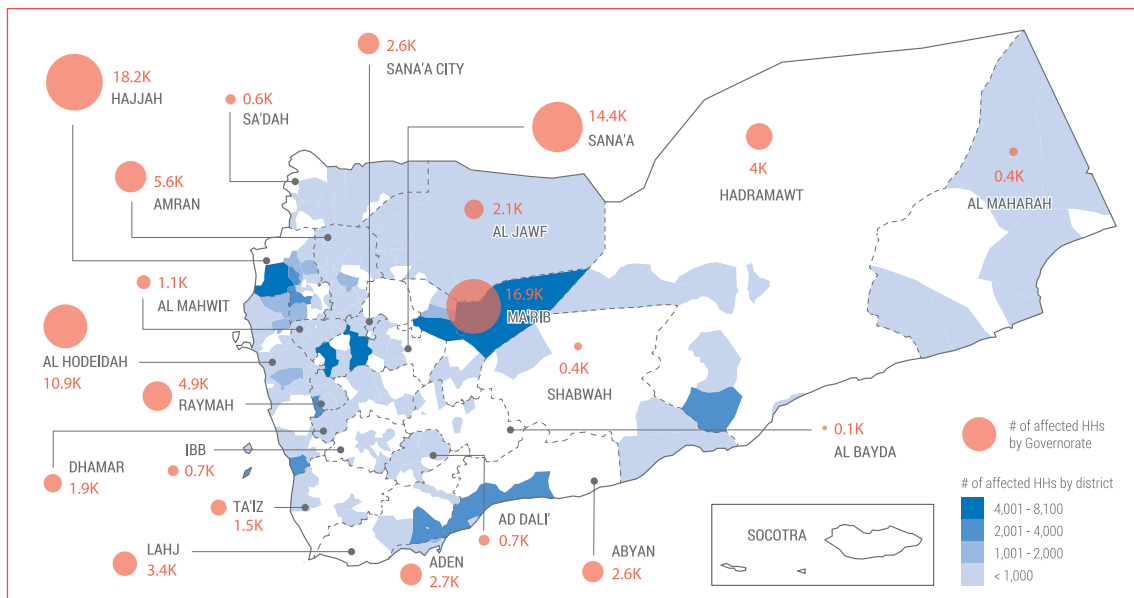 2.6K
SANA'A CITY
18.2K
HAJJAH
0.6K
SA'DAH
14.4K
SANA'A
4K
HADRAMAWT
0.4K
AL MAHARAH
5.6K
AMRAN
2.1K
AL JAWF
1.1K
AL MAHWIT
16.9K
MA'RIB
AL HODEIDAH
10.9K
0.4K
SHABWAH
4.9K
RAYMAH
0.1K
AL BAYDA
IBB
0.7K
DHAMAR
1.9K
TA'IZ
1.5K
AD DALI'
0.7K
LAHJ
3.4K
ADEN
2.7K
ABYAN
2.6K
SOCOTRA
# of affected HHs
by Governorate
# of affected HHs by district
4,001 - 8,100
2,001 - 4,000
1,001 - 2,000
< 1,000